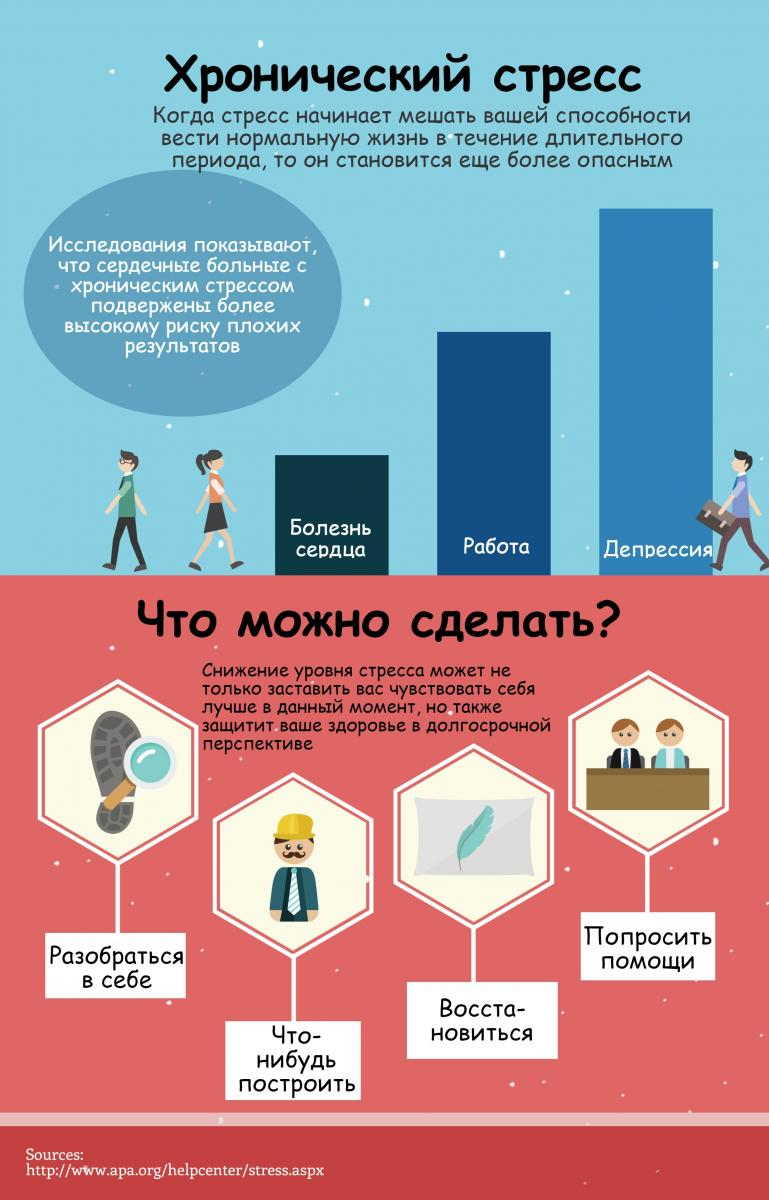 Хронический стресс
Когда стресс начинает мешать вашей способности
вести нормальную жизнь в течение длительного
периода, то он становится еще более опасным
Исследования показывают,
что сердечные больные с
хроническим стрессом
подвержены более
высокому риску плохих
результатов
Болезнь
сердца
Работа
Депрессия
Что можно сделать?
Снижение уровня стресса может не
только заставить вас чувствовать себя
лучше в данный момент, но также
защитит ваше здоровье в долгосрочной
перспективе
Разобраться
в себе
Что-
нибудь
построить
Восста-
новиться
Попросить
помощи
Sources:
http://www.apa.org/helpcenter/stress.aspx